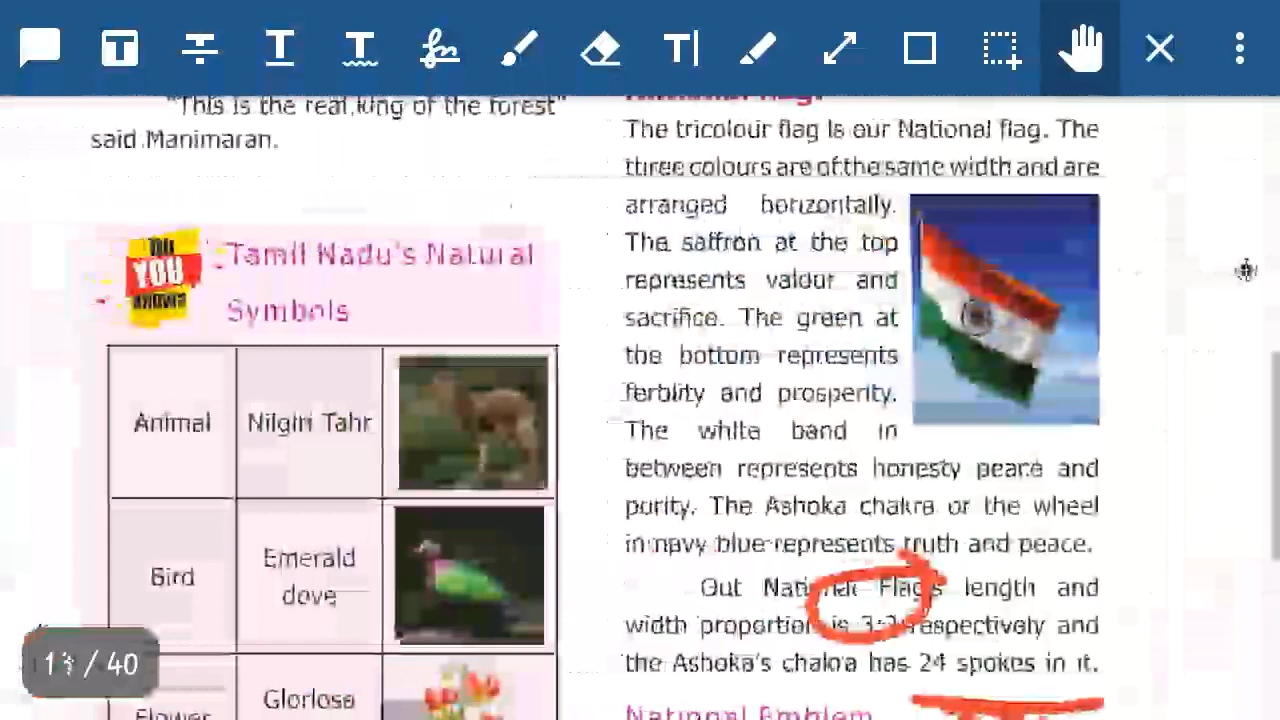 "This is the real king of the forest"
said Manimaran.
YOU
Tamil Nadu's Natural
Symbols
Animal
Nilgiri Tahr
Bird
Emerald
dove
Flower
Gloriosa
National flag:
The tricolour flag is our National flag. The
three colours are of the same width and are
arranged horizontally.
The saffron at the top
represents valour and
sacrifice. The green at
the bottom represents
fertility and prosperity.
The white band in
between represents honesty peace and
purity. The Ashoka chakra or the wheel
in navy blue represents truth and peace.
Out National Flag's length and
width proportion is 3:2 respectively and
the Ashoka's chakra has 24 spokes in it.
National Emblem
/ 40